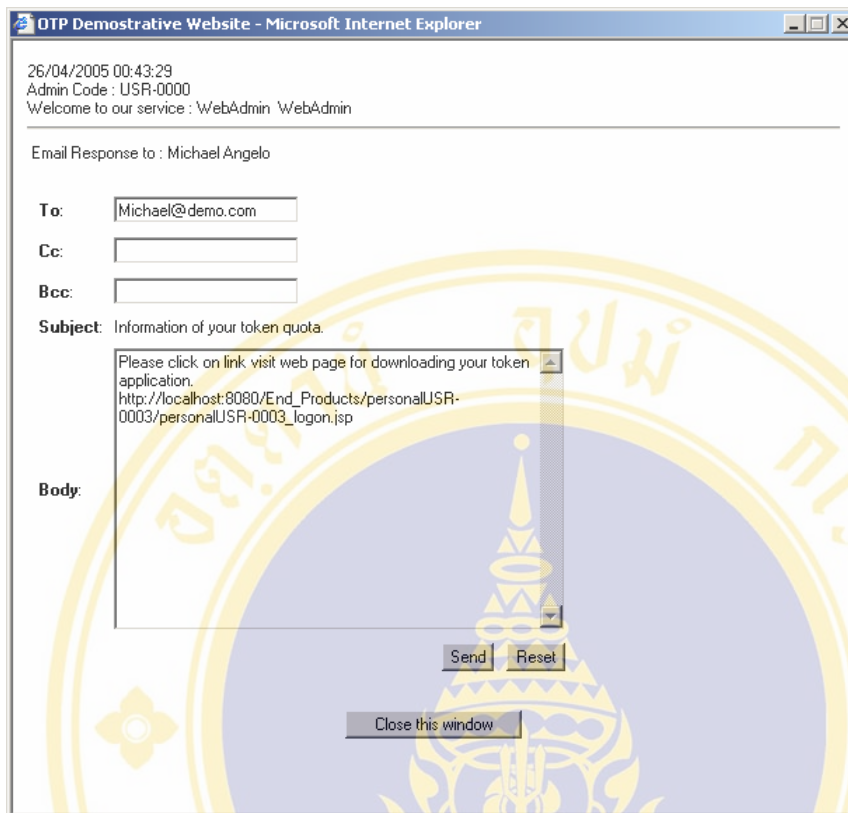 OTP Demostrative Website - Microsoft Internet Explorer
26/04/2005 00:43:29
Admin Code : USR-0000
Welcome to our service : WebAdmin WebAdmin
Email Response to : Michael Angelo
To: Michael@demo.com
Cc:
Bcc:
Subject: Information of your token quota.
Please click on link visit web page for downloading your token
application.
http://localhost:8080/End_Products/personalUSR-
0003/personalUSR-0003_logon.jsp
Body:
Send Reset
Close this window